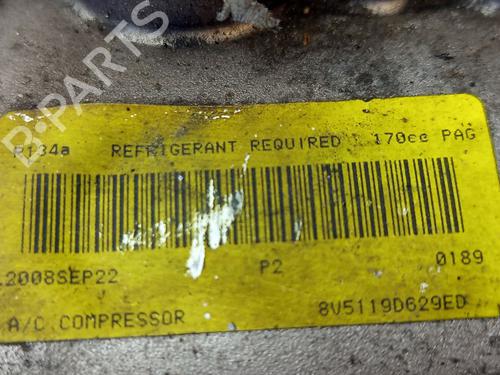 R134a REFRIGERANT REQUIRED 170cc PAG
2008SEP22 P2 0189
A/C COMPRESSOR 8V5119D629ED
B-PARTS